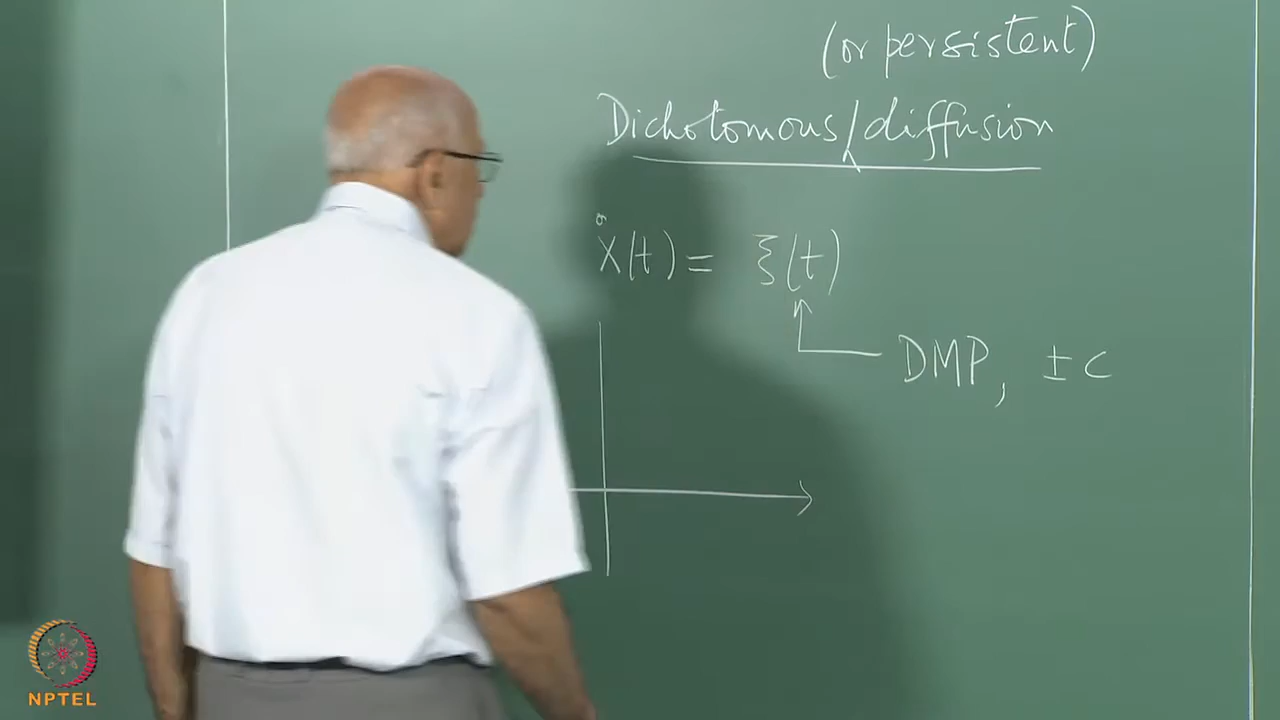 (or persistent)
Dichotomous/diffusion
Ẋ(t) = ξ(t)
DMP, ± c
NPTEL